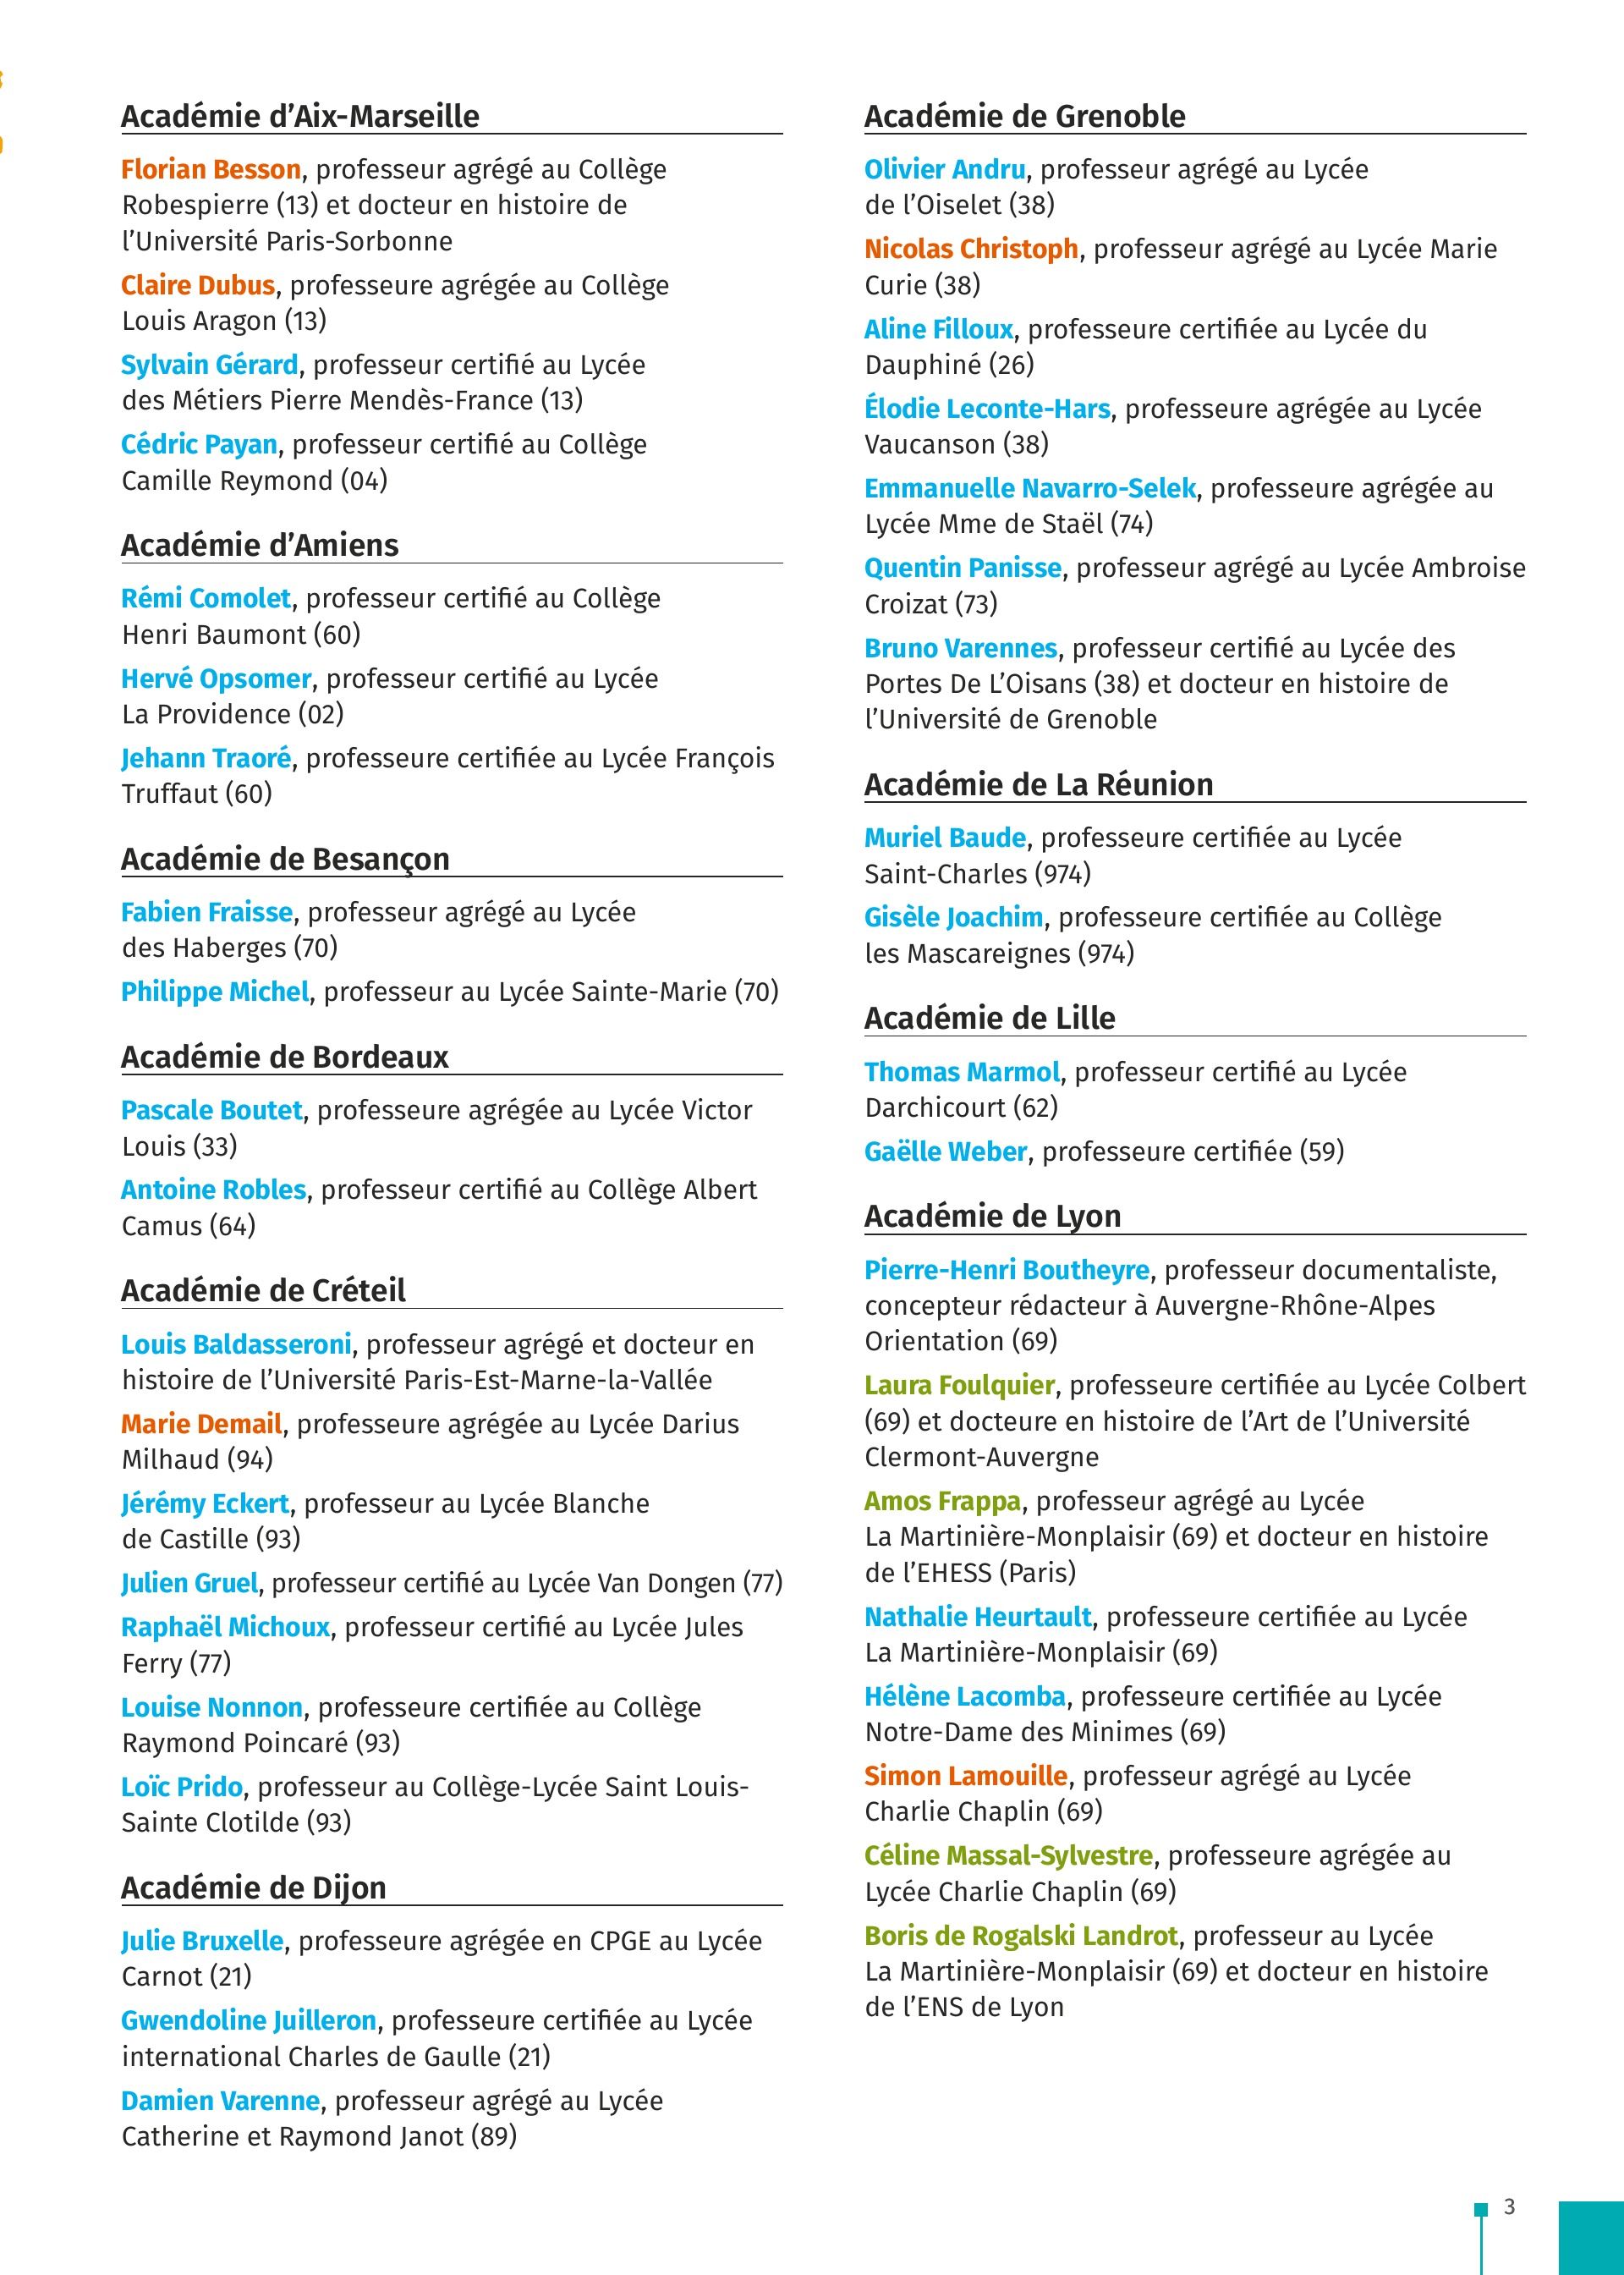 Académie d’Aix-Marseille
Florian Besson, professeur agrégé au Collège
Robespierre (13) et docteur en histoire de
l’Université Paris-Sorbonne
Claire Dubus, professeure agrégée au Collège
Louis Aragon (13)
Sylvain Gérard, professeur certifié au Lycée
des Métiers Pierre Mendès-France (13)
Cédric Payan, professeur certifié au Collège
Camille Reymond (04)
Académie d’Amiens
Rémi Comolet, professeur certifié au Collège
Henri Baumont (60)
Hervé Opsomer, professeur certifié au Lycée
La Providence (02)
Jehann Traoré, professeure certifiée au Lycée François
Truffaut (60)
Académie de Besançon
Fabien Fraisse, professeur agrégé au Lycée
des Haberges (70)
Philippe Michel, professeur au Lycée Sainte-Marie (70)
Académie de Bordeaux
Pascale Boutet, professeure agrégée au Lycée Victor
Louis (33)
Antoine Robles, professeur certifié au Collège Albert
Camus (64)
Académie de Créteil
Louis Baldasseroni, professeur agrégé et docteur en
histoire de l’Université Paris-Est-Marne-la-Vallée
Marie Demail, professeure agrégée au Lycée Darius
Milhaud (94)
Jérémy Eckert, professeur au Lycée Blanche
de Castille (93)
Julien Gruel, professeur certifié au Lycée Van Dongen (77)
Raphaël Michoux, professeur certifié au Lycée Jules
Ferry (77)
Louise Nonnon, professeure certifiée au Collège
Raymond Poincaré (93)
Loïc Prido, professeur au Collège-Lycée Saint Louis-
Sainte Clotilde (93)
Académie de Dijon
Julie Bruxelle, professeure agrégée en CPGE au Lycée
Carnot (21)
Gwendoline Juilleron, professeure certifiée au Lycée
international Charles de Gaulle (21)
Damien Varenne, professeur agrégé au Lycée
Catherine et Raymond Janot (89)
Académie de Grenoble
Olivier Andru, professeur agrégé au Lycée
de l’Oiselet (38)
Nicolas Christoph, professeur agrégé au Lycée Marie
Curie (38)
Aline Filloux, professeure certifiée au Lycée du
Dauphiné (26)
Élodie Leconte-Hars, professeure agrégée au Lycée
Vaucanson (38)
Emmanuelle Navarro-Selek, professeure agrégée au
Lycée Mme de Staël (74)
Quentin Panisse, professeur agrégé au Lycée Ambroise
Croizat (73)
Bruno Varennes, professeur certifié au Lycée des
Portes De L’Oisans (38) et docteur en histoire de
l’Université de Grenoble
Académie de La Réunion
Muriel Baude, professeure certifiée au Lycée
Saint-Charles (974)
Gisèle Joachim, professeure certifiée au Collège
les Mascareignes (974)
Académie de Lille
Thomas Marmol, professeur certifié au Lycée
Darchicourt (62)
Gaëlle Weber, professeure certifiée (59)
Académie de Lyon
Pierre-Henri Boutheyre, professeur documentaliste,
concepteur rédacteur à Auvergne-Rhône-Alpes
Orientation (69)
Laura Foulquier, professeure certifiée au Lycée Colbert
(69) et docteure en histoire de l’Art de l’Université
Clermont-Auvergne
Amos Frappa, professeur agrégé au Lycée
La Martinière-Monplaisir (69) et docteur en histoire
de l’EHESS (Paris)
Nathalie Heurtault, professeure certifiée au Lycée
La Martinière-Monplaisir (69)
Hélène Lacomba, professeure certifiée au Lycée
Notre-Dame des Minimes (69)
Simon Lamouille, professeur agrégé au Lycée
Charlie Chaplin (69)
Céline Massal-Sylvestre, professeure agrégée au
Lycée Charlie Chaplin (69)
Boris de Rogalski Landrot, professeur au Lycée
La Martinière-Monplaisir (69) et docteur en histoire
de l’ENS de Lyon
3